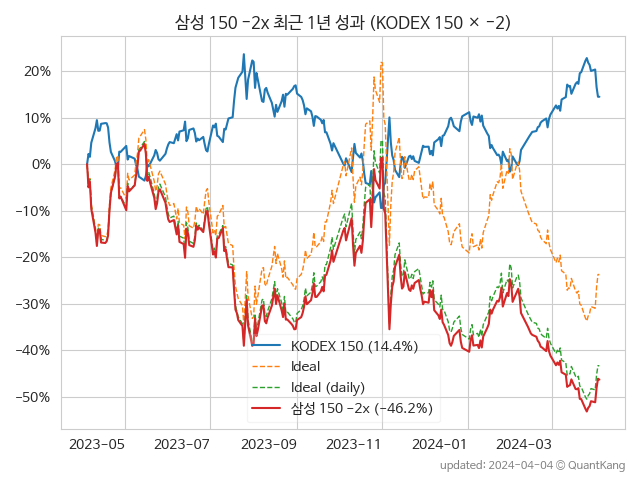 삼성 150 −2x 최근 1년 성과 (KODEX 150 × −2)
20%
10%
0%
−10%
−20%
−30%
−40%
−50%
KODEX 150 (14.4%)
Ideal
Ideal (daily)
삼성 150 −2x (−46.2%)
2023-05
2023-07
2023-09
2023-11
2024-01
2024-03
updated: 2024-04-04 © QuantKang